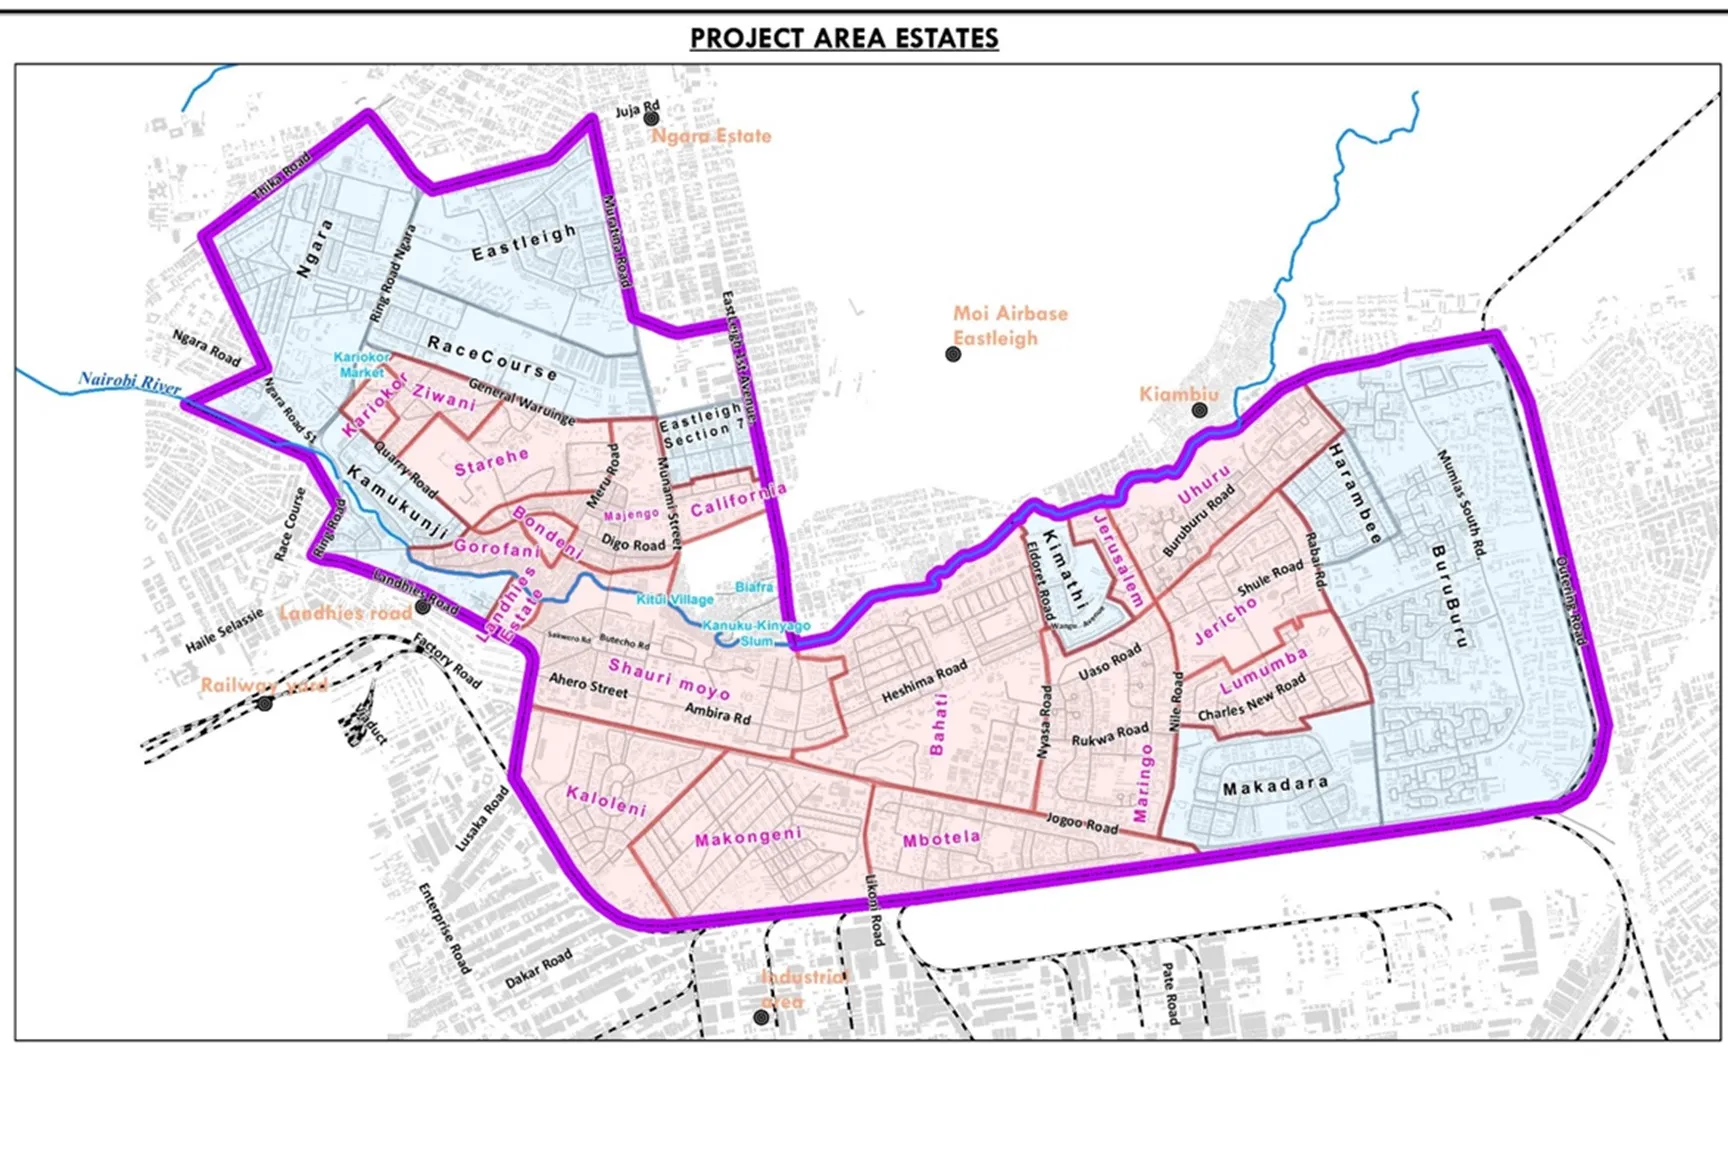 PROJECT AREA ESTATES
Juja Rd
Ngara Estate
Thika Road
Ngara
Ring Road Ngara
Eastleigh
Muratina Road
Eastleigh 1st Avenue
Moi Airbase
Eastleigh
Ngara Road
Kariokor
Market
RaceCourse
Nairobi River
Ngara Road S1
Kariokor
Ziwani
General Waruinge
Eastleigh
Section 7
Kiambiu
Quarry Road
Starehe
Meru Road
Munami Street
California
Kamukunji
Majengo
Bondeni
Digo Road
Gorofani
Race Course
Ring Road
Landhies Road
Landhies road
Landhies
Estate
Haile Selassie
Factory Road
Railway yard
Biafra
Kitui Village
Kanuku Kinyago
Slum
Sakwero Rd
Butecho Rd
Shauri moyo
Ahero Street
Ambira Rd
Uhuru
Buruburu Road
Harambee
Mumias South Rd
Kimathi
Eldoret Road
Wangu
Avenue
Jerusalem
Shule Road
Rabai Rd
Jericho
BuruBuru
Outering Road
Heshima Road
Bahati
Uaso Road
Lumumba
Charles New Road
Nyasa Road
Nile Road
Rukwa Road
Maringo
Makadara
Jogoo Road
Kaloleni
Makongeni
Mbotela
Lusaka Road
Likoni Road
Enterprise Road
Dakar Road
Industrial
area
Pate Road